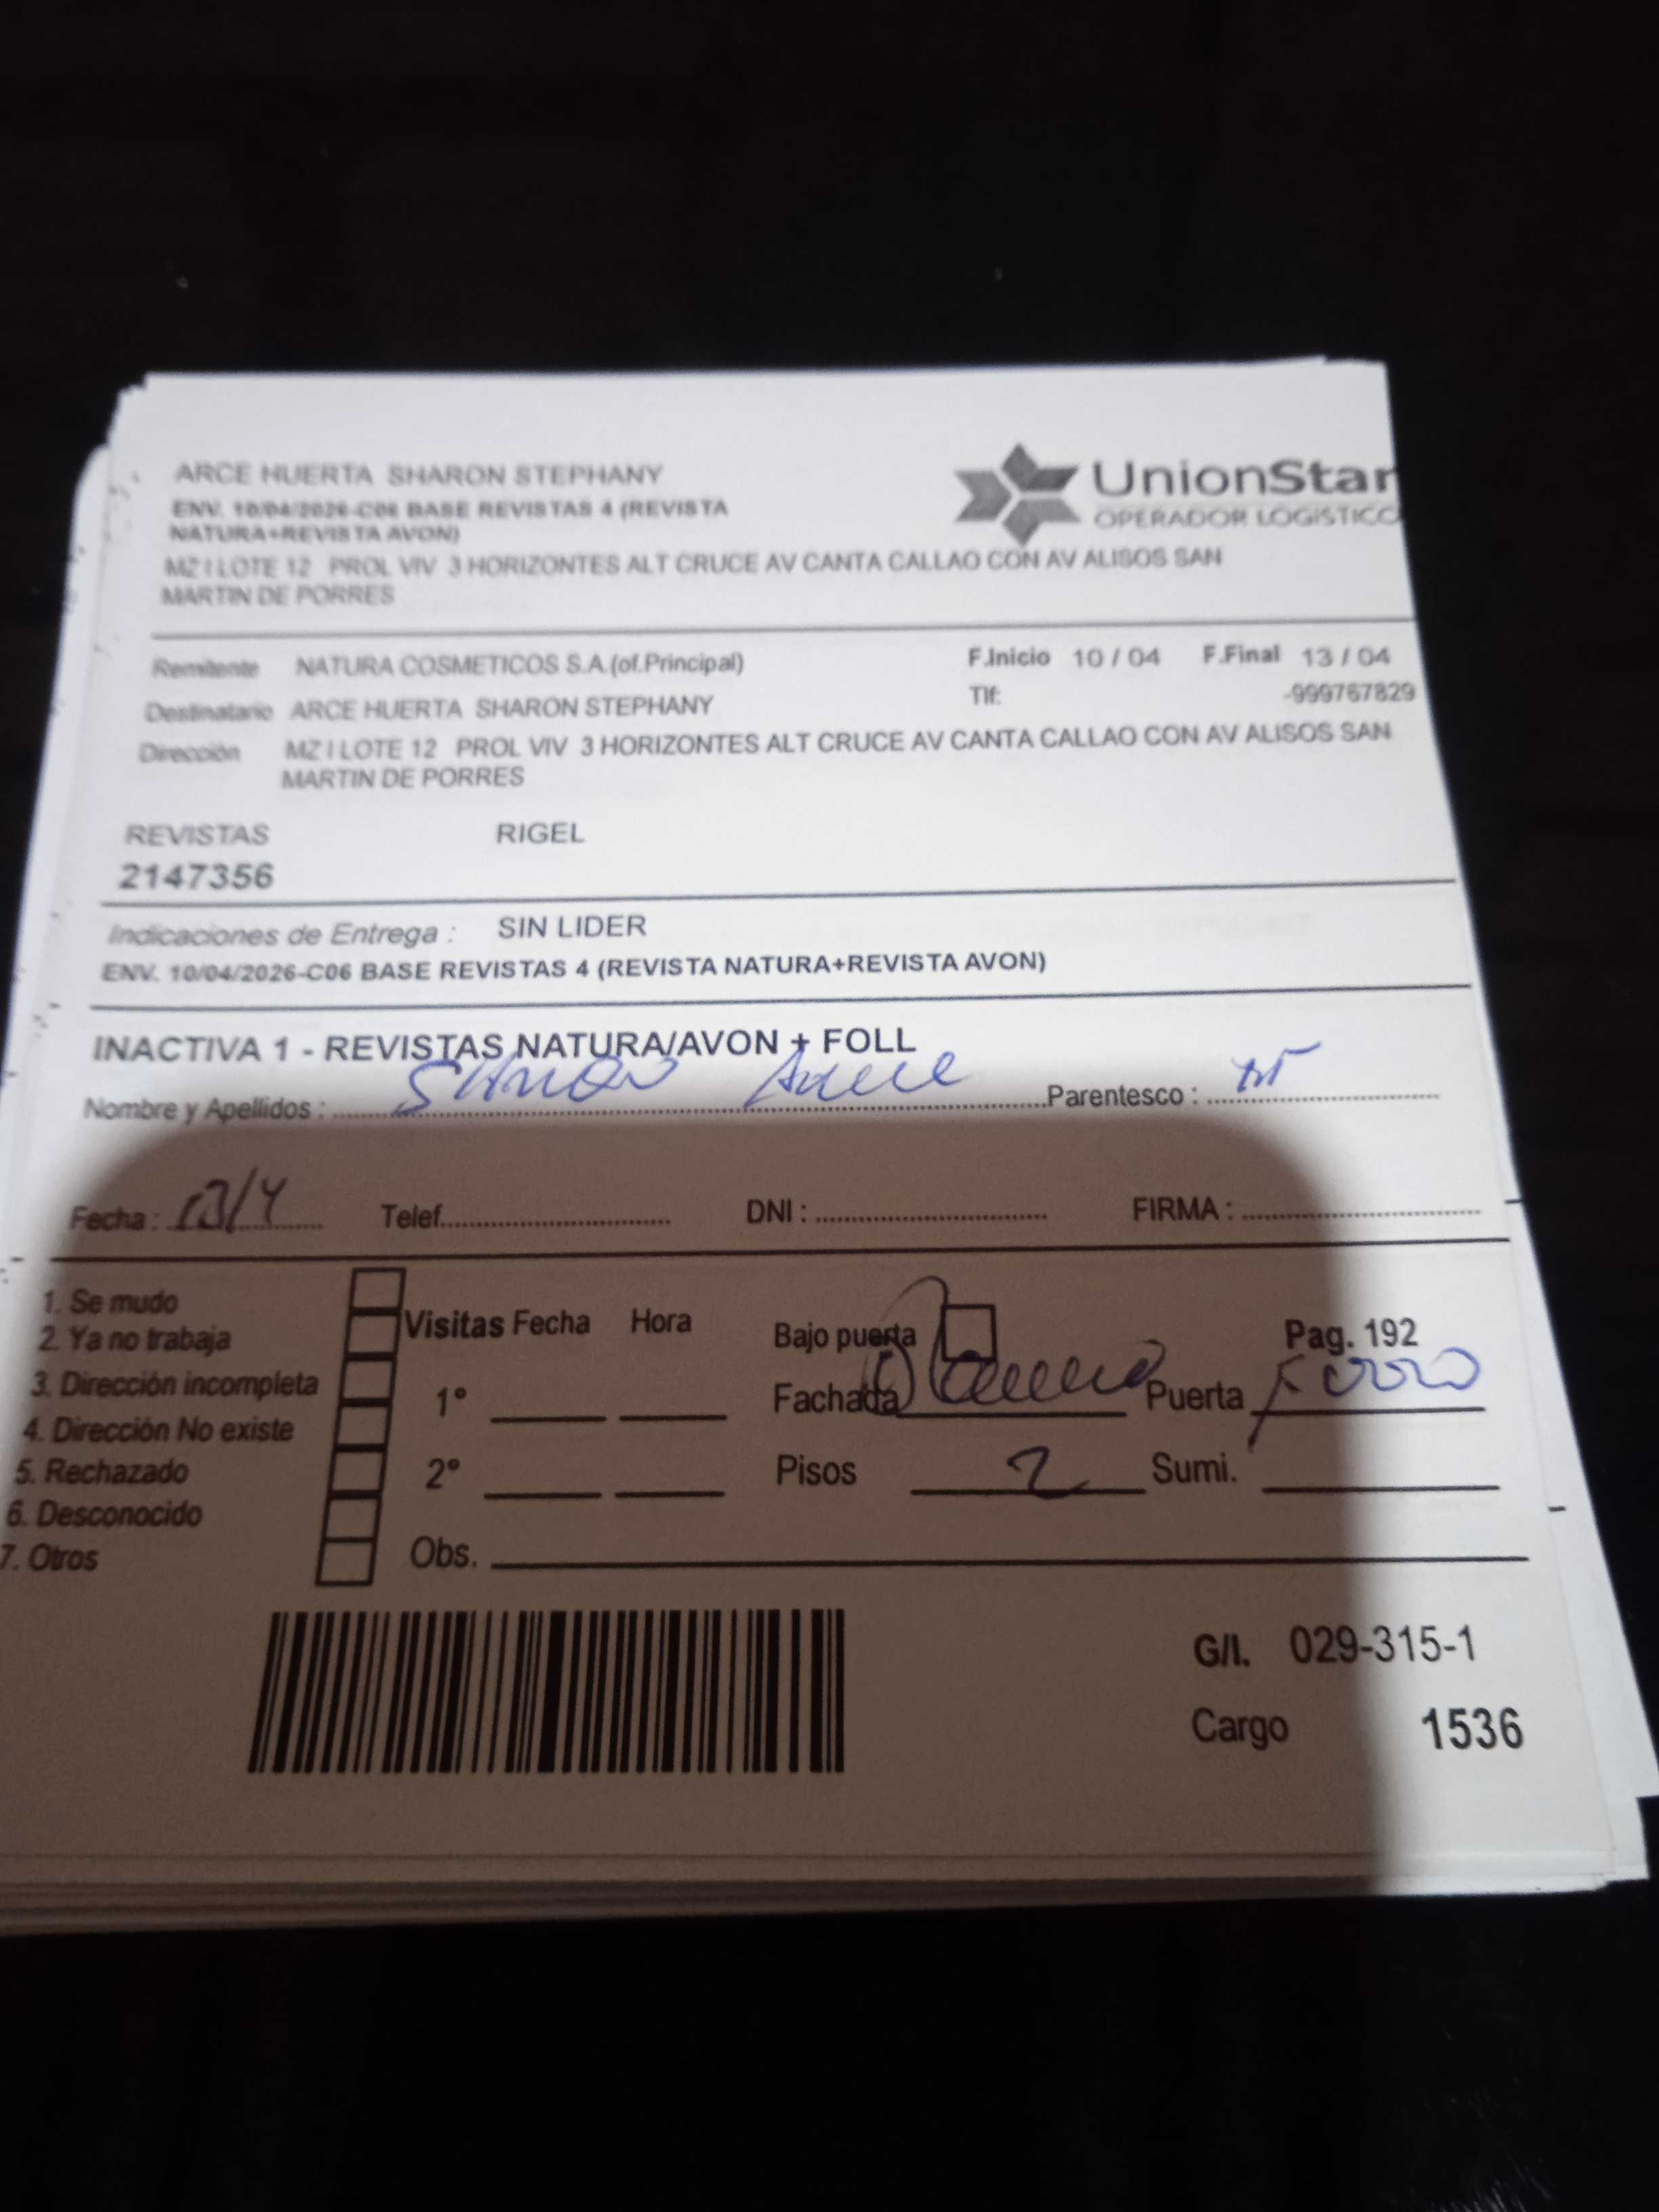 ARCE HUERTA SHARON STEPHANY
ENV. 10/04/2026-C06 BASE REVISTAS 4 (REVISTA
NATURA+REVISTA AVON)
MZ I LOTE 12 PROL VIV 3 HORIZONTES ALT CRUCE AV CANTA CALLAO CON AV ALISOS SAN
MARTIN DE PORRES
UnionStar
OPERADOR LOGÍSTICO
Remitente NATURA COSMETICOS S.A.(of.Principal) F.Inicio 10 / 04 F.Final 13 / 04
Destinatario ARCE HUERTA SHARON STEPHANY Tlf: -999767829
Dirección MZ I LOTE 12 PROL VIV 3 HORIZONTES ALT CRUCE AV CANTA CALLAO CON AV ALISOS SAN
MARTIN DE PORRES
REVISTAS RIGEL
2147356
Indicaciones de Entrega : SIN LIDER
ENV. 10/04/2026-C06 BASE REVISTAS 4 (REVISTA NATURA+REVISTA AVON)
INACTIVA 1 - REVISTAS NATURA/AVON + FOLL
Nombre y Apellidos : Parentesco :
Fecha : 13/4 Telef. DNI : FIRMA :
1. Se mudo
2. Ya no trabaja
3. Dirección incompleta
4. Dirección No existe
5. Rechazado
6. Desconocido
7. Otros
Visitas Fecha Hora
1°
2°
Obs.
Bajo puerta Pag. 192
Fachada Puerta
Pisos 2 Sumi.
G/I. 029-315-1
Cargo 1536